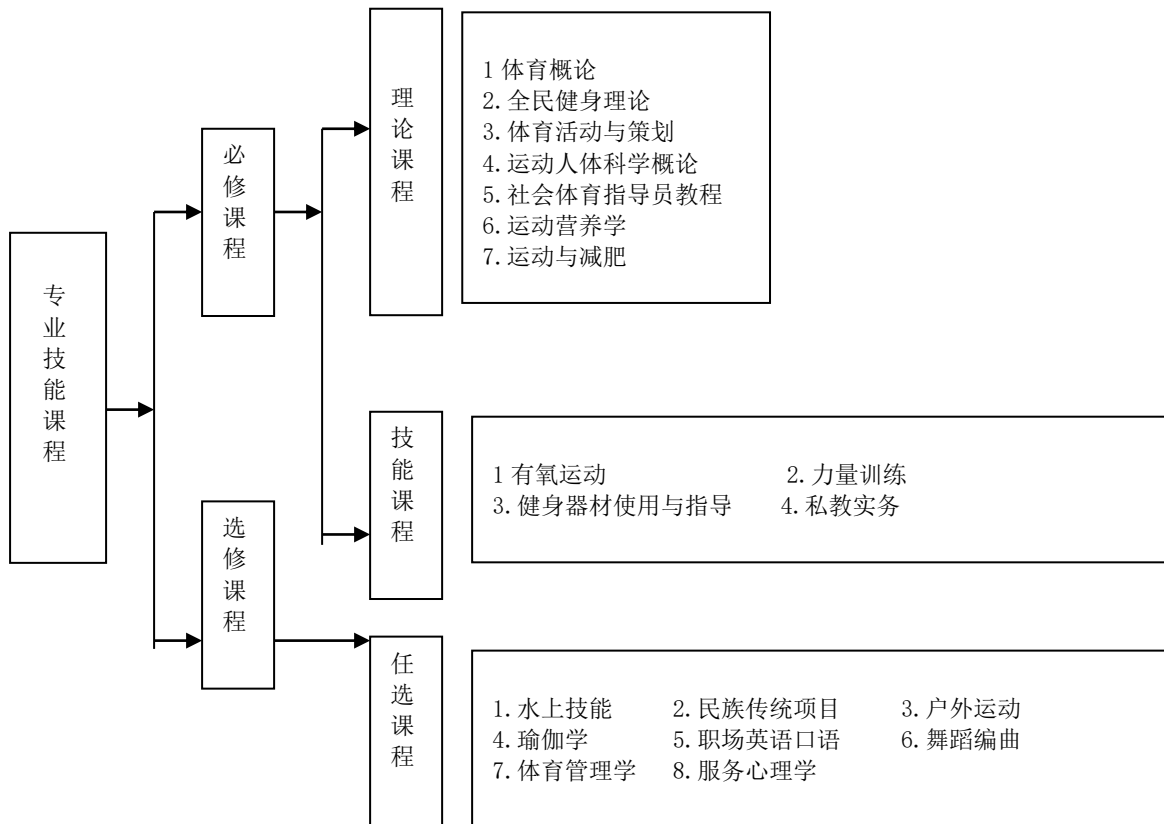 专业技能课程
必修课程
选修课程
理论课程
1 体育概论
2.全民健身理论
3.体育活动与策划
4.运动人体科学概论
5.社会体育指导员教程
6.运动营养学
7.运动与减肥
技能课程
1 有氧运动 2.力量训练
3.健身器材使用与指导 4.私教实务
任选课程
1.水上技能 2.民族传统项目 3.户外运动
4.瑜伽学 5.职场英语口语 6.舞蹈编曲
7.体育管理学 8.服务心理学